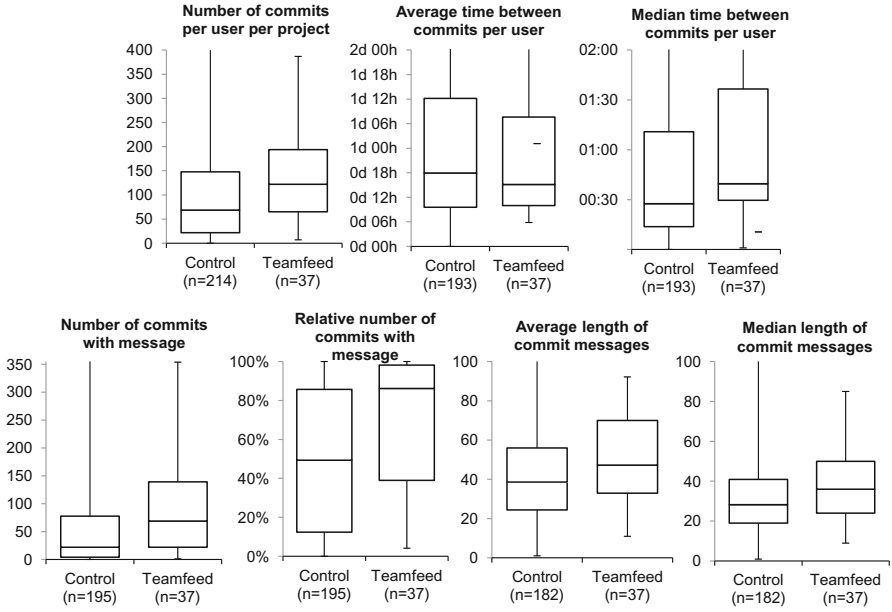 Number of commits
per user per project
400
350
300
250
200
150
100
50
0
Control
(n=214)
Teamfeed
(n=37)
Average time between
commits per user
2d 00h
1d 18h
1d 12h
1d 06h
1d 00h
0d 18h
0d 12h
0d 06h
0d 00h
Control
(n=193)
Teamfeed
(n=37)
Median time between
commits per user
02:00
01:30
01:00
00:30
Control
(n=193)
Teamfeed
(n=37)
Number of commits
with message
350
300
250
200
150
100
50
0
Control
(n=195)
Teamfeed
(n=37)
Relative number of
commits with
message
100%
80%
60%
40%
20%
0%
Control
(n=195)
Teamfeed
(n=37)
Average length of
commit messages
100
80
60
40
20
0
Control
(n=182)
Teamfeed
(n=37)
Median length of
commit messages
100
80
60
40
20
0
Control
(n=182)
Teamfeed
(n=37)